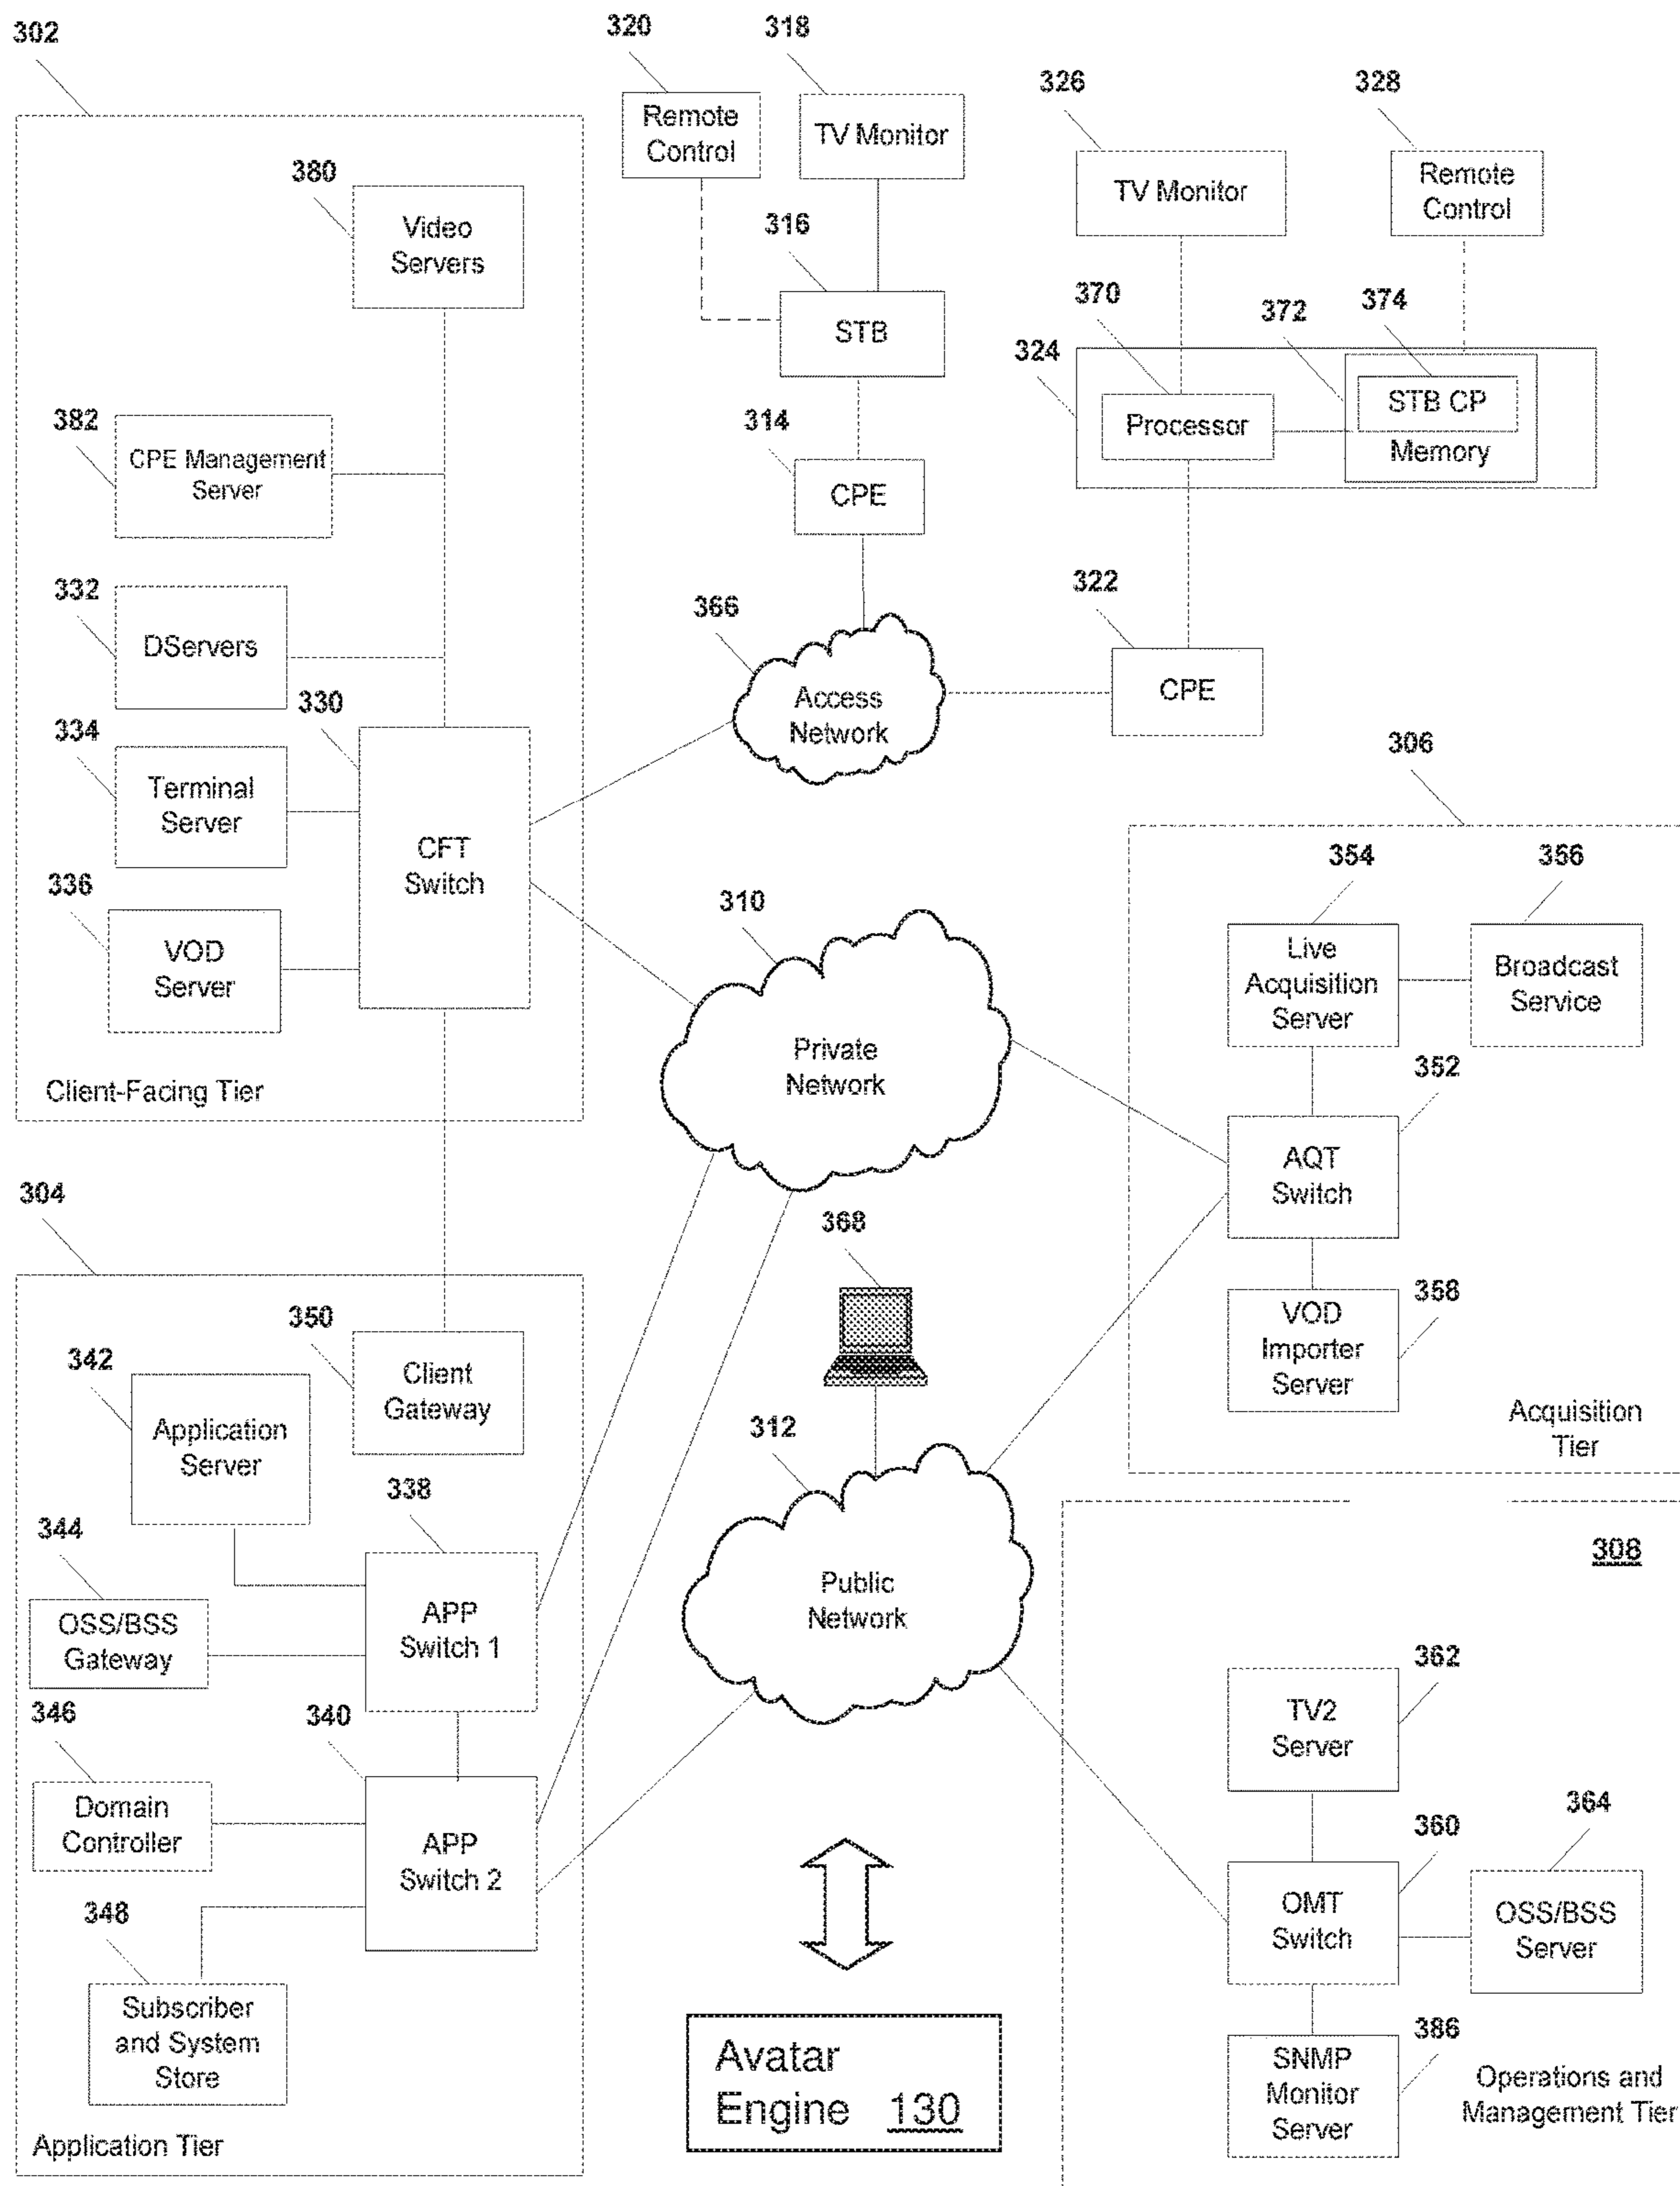 302
320
318
326
328
Remote
Control
TV Monitor
TV Monitor
Remote
Control
380
Video
Servers
316
STB
370
372
374
324
STB CP
Processor
Memory
382
CPE Management
Server
314
CPE
332
DServers
366
322
Access
Network
CPE
330
334
Terminal
Server
306
CFT
Switch
354
356
336
VOD
Server
310
Live
Acquisition
Server
Broadcast
Service
Private
Network
352
Client-Facing Tier
AQT
Switch
304
368
350
358
VOD
Importer
Server
342
Client
Gateway
Application
Server
312
Acquisition
Tier
338
344
308
OSS/BSS
Gateway
APP
Switch 1
Public
Network
362
TV2
Server
346
340
Domain
Controller
APP
Switch 2
360
364
348
OMT
Switch
OSS/BSS
Server
Subscriber
and System
Store
386
Avatar
Engine 130
SNMP
Monitor
Server
Operations and
Management Tier
Application Tier